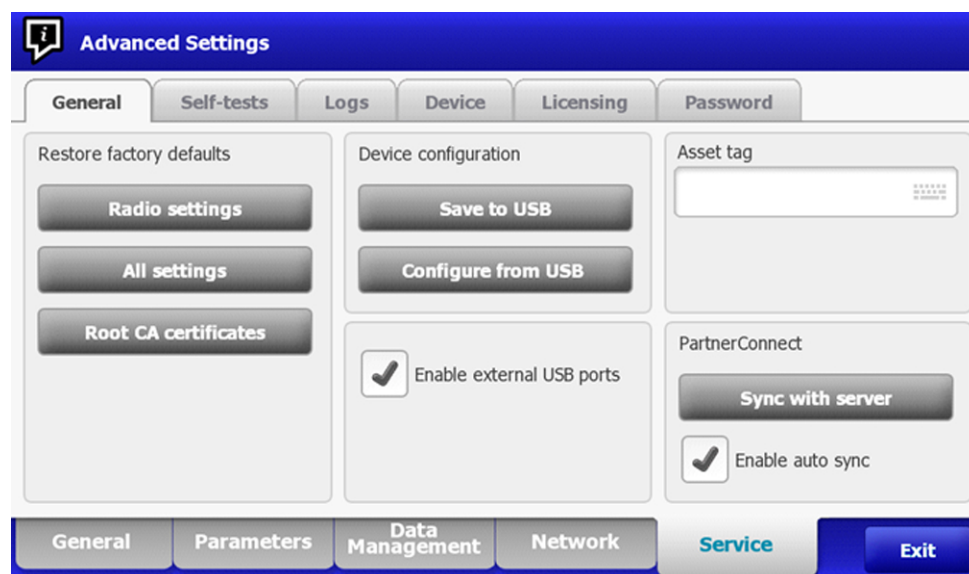 Advanced Settings
General
Self-tests
Logs
Device
Licensing
Password
Restore factory defaults
Radio settings
All settings
Root CA certificates
Device configuration
Save to USB
Configure from USB
Enable external USB ports
Asset tag
PartnerConnect
Sync with server
Enable auto sync
General
Parameters
Data
Management
Network
Service
Exit